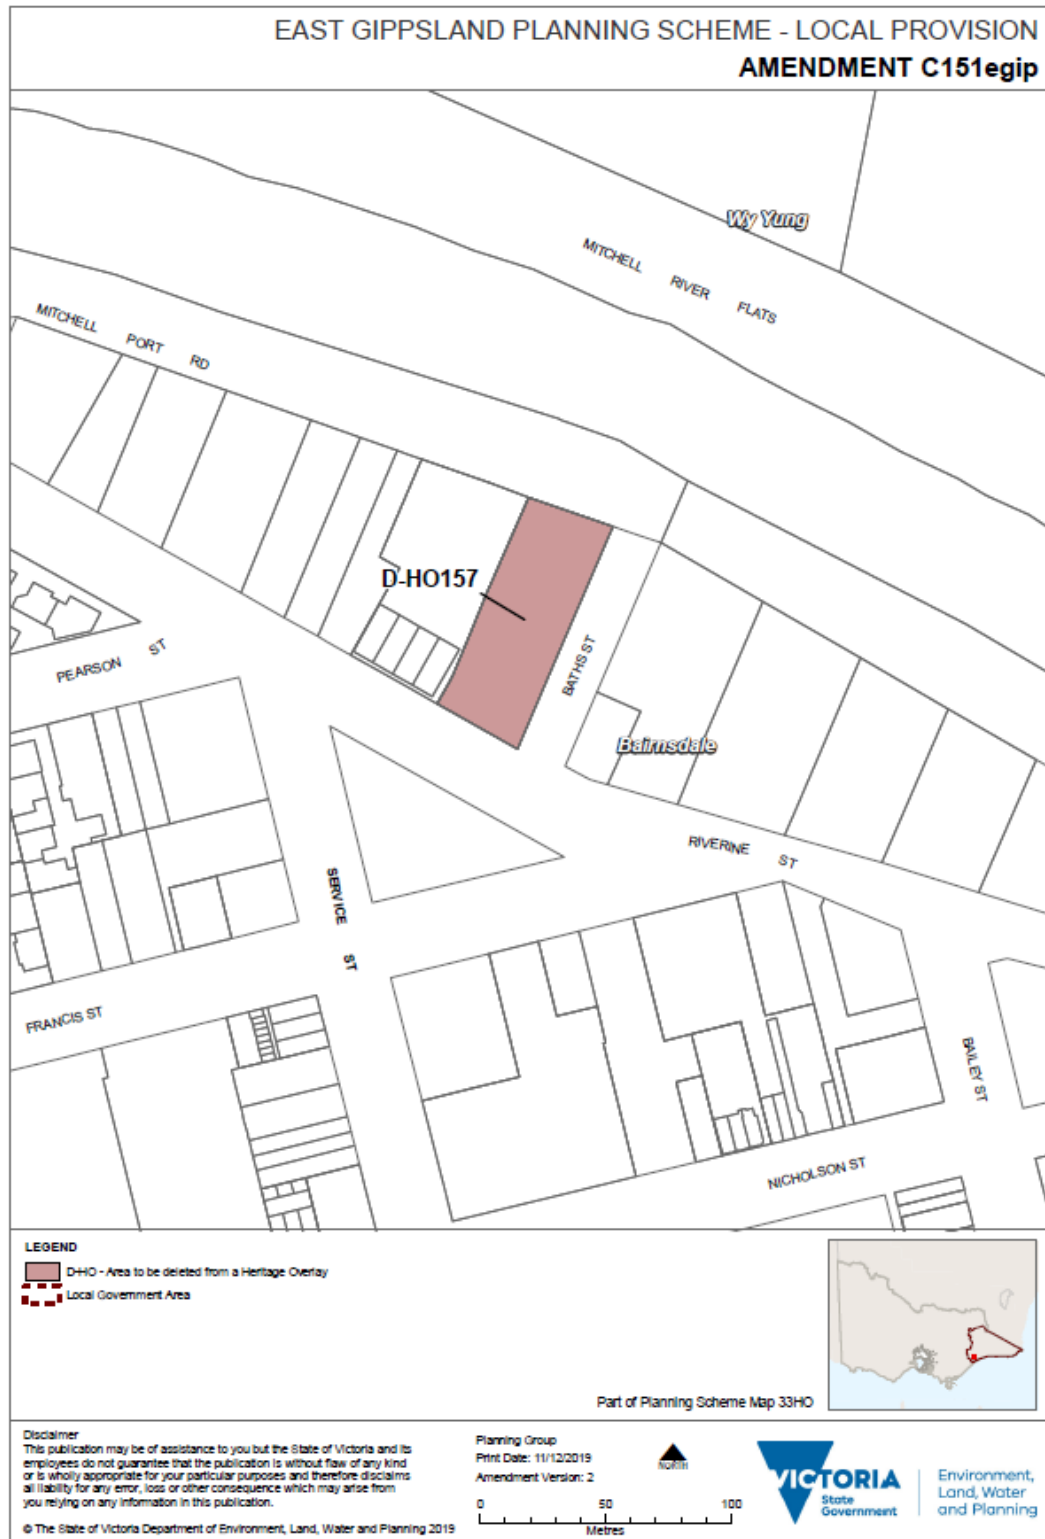 EAST GIPPSLAND PLANNING SCHEME - LOCAL PROVISION
AMENDMENT C151egip
Wy Yung
MITCHELL RIVER FLATS
MITCHELL PORT RD
D-HO157
PEARSON ST
BATHS ST
Bairnsdale
RIVERINE ST
SERVICE ST
FRANCIS ST
BAILEY ST
NICHOLSON ST
LEGEND
D-HO - Area to be deleted from a Heritage Overlay
Local Government Area
Part of Planning Scheme Map 33HO
Disclaimer
This publication may be of assistance to you but the State of Victoria and its
employees do not guarantee that the publication is without flaw of any kind
or is wholly appropriate for your particular purposes and therefore disclaims
all liability for any error, loss or other consequence which may arise from
you relying on any information in this publication.
© The State of Victoria Department of Environment, Land, Water and Planning 2019
Planning Group
Print Date: 11/12/2019
Amendment Version: 2
NORTH
0 50 100
Metres
VICTORIA
State
Government
Environment,
Land, Water
and Planning